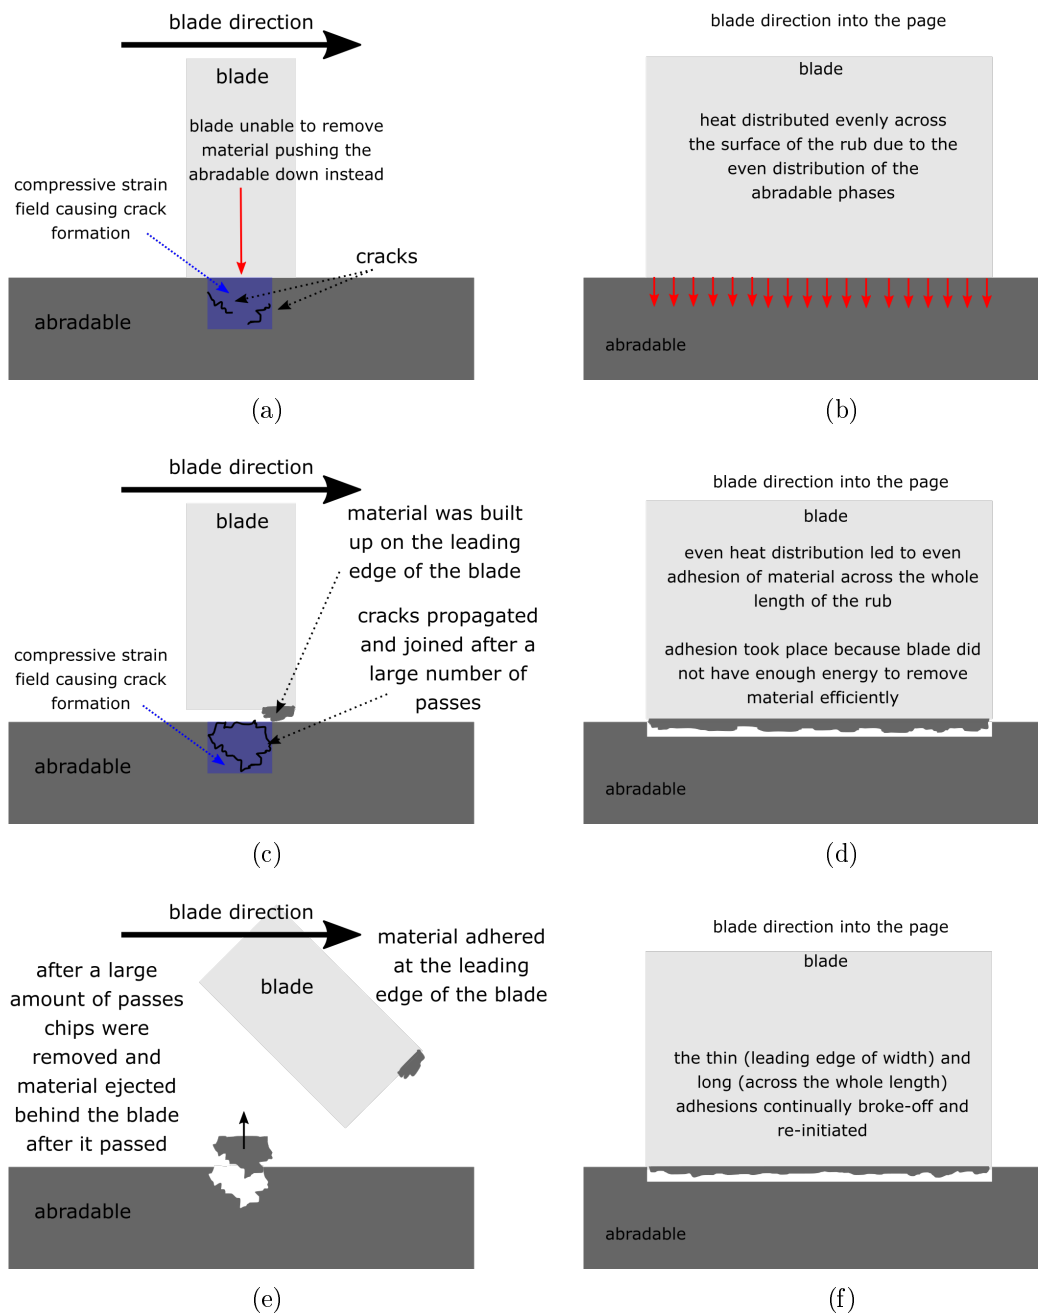 blade direction
blade
blade unable to remove
material pushing the
abradable down instead
compressive strain
field causing crack
formation
cracks
abradable
(a)
blade direction into the page
blade
heat distributed evenly across
the surface of the rub due to the
even distribution of the
abradable phases
abradable
(b)
blade direction
blade
material was built
up on the leading
edge of the blade
cracks propagated
and joined after a
large number of
passes
compressive strain
field causing crack
formation
abradable
(c)
blade direction into the page
blade
even heat distribution led to even
adhesion of material across the whole
length of the rub
adhesion took place because blade did
not have enough energy to remove
material efficiently
abradable
(d)
blade direction
blade
material adhered
at the leading
edge of the blade
after a large
amount of passes
chips were
removed and
material ejected
behind the blade
after it passed
abradable
(e)
blade direction into the page
blade
the thin (leading edge of width) and
long (across the whole length)
adhesions continually broke-off and
re-initiated
abradable
(f)